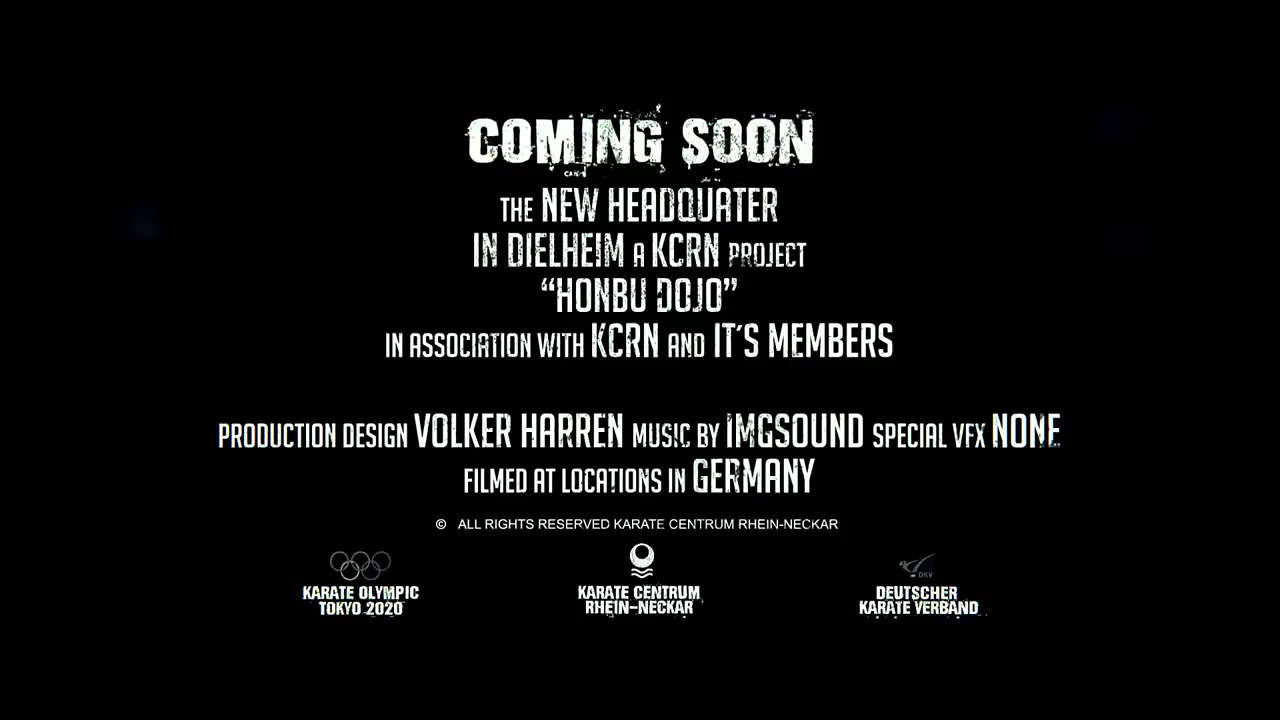 COMING SOON
THE NEW HEADQUATER
IN DIELHEIM A KCRN PROJECT
“HONBU DOJO”
IN ASSOCIATION WITH KCRN AND IT´S MEMBERS
PRODUCTION DESIGN VOLKER HARREN MUSIC BY IMGSOUND SPECIAL VFX NONE
FILMED AT LOCATIONS IN GERMANY
© ALL RIGHTS RESERVED KARATE CENTRUM RHEIN-NECKAR
DKV
KARATE OLYMPIC
TOKYO 2020
KARATE CENTRUM
RHEIN-NECKAR
DEUTSCHER
KARATE VERBAND